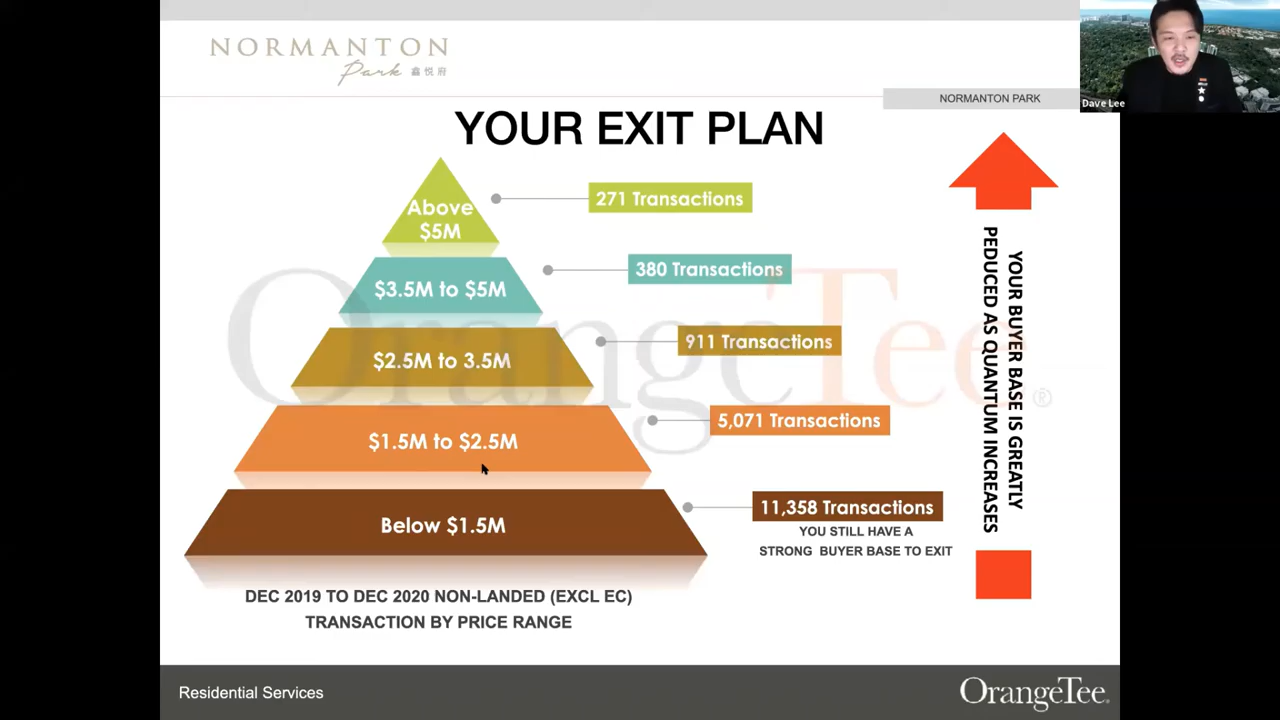 NORMANTON
Park 鑫悦府
NORMANTON PARK
Dave Lee
YOUR EXIT PLAN
Above
$5M
271 Transactions
$3.5M to $5M
380 Transactions
$2.5M to 3.5M
911 Transactions
$1.5M to $2.5M
5,071 Transactions
Below $1.5M
11,358 Transactions
YOU STILL HAVE A
STRONG BUYER BASE TO EXIT
YOUR BUYER BASE IS GREATLY
PEDUCED AS QUANTUM INCREASES
OrangeTee®
DEC 2019 TO DEC 2020 NON-LANDED (EXCL EC)
TRANSACTION BY PRICE RANGE
Residential Services
OrangeTee®